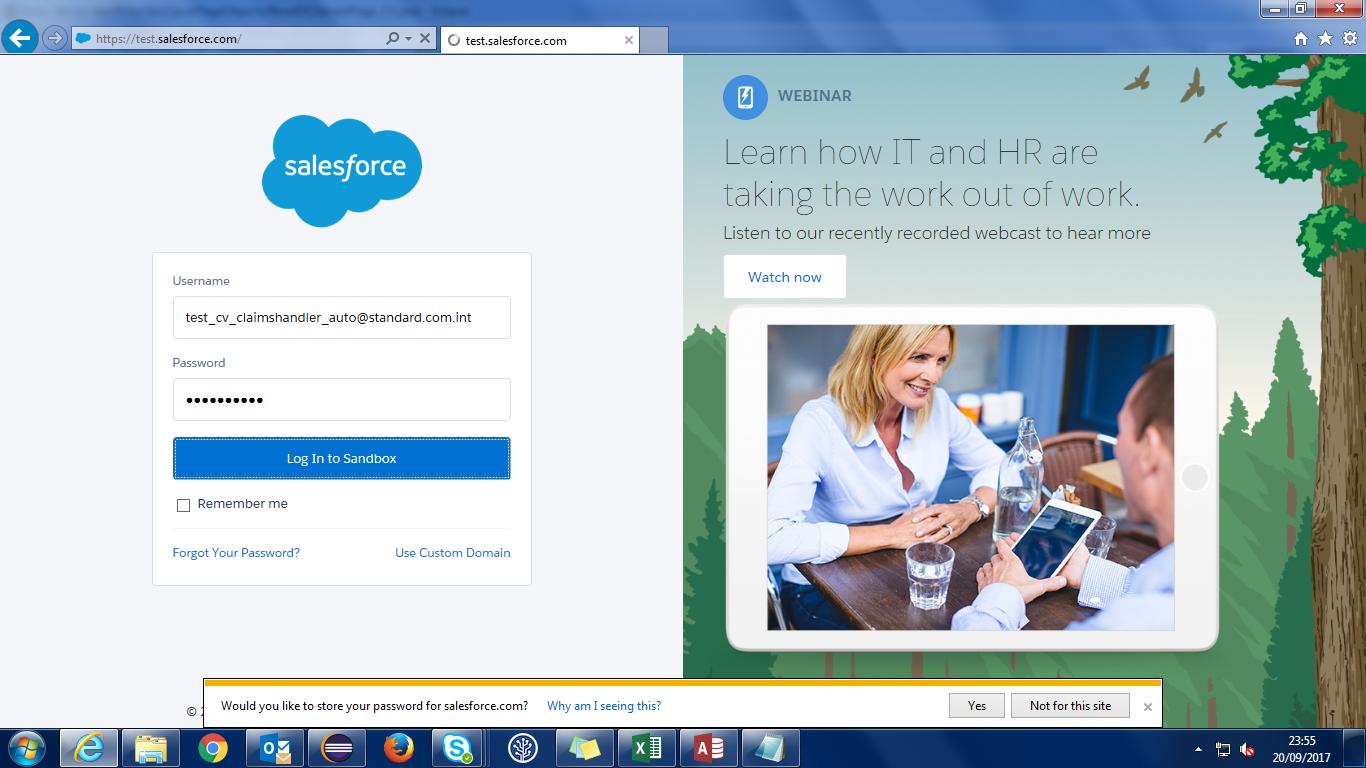 https://test.salesforce.com/
test.salesforce.com
salesforce
Username
test_cv_claimshandler_auto@standard.com.int
Password
••••••••••
Log In to Sandbox
Remember me
Forgot Your Password?
Use Custom Domain
WEBINAR
Learn how IT and HR are
taking the work out of work.
Listen to our recently recorded webcast to hear more
Watch now
©
Would you like to store your password for salesforce.com?
Why am I seeing this?
Yes
Not for this site
23:55
20/09/2017